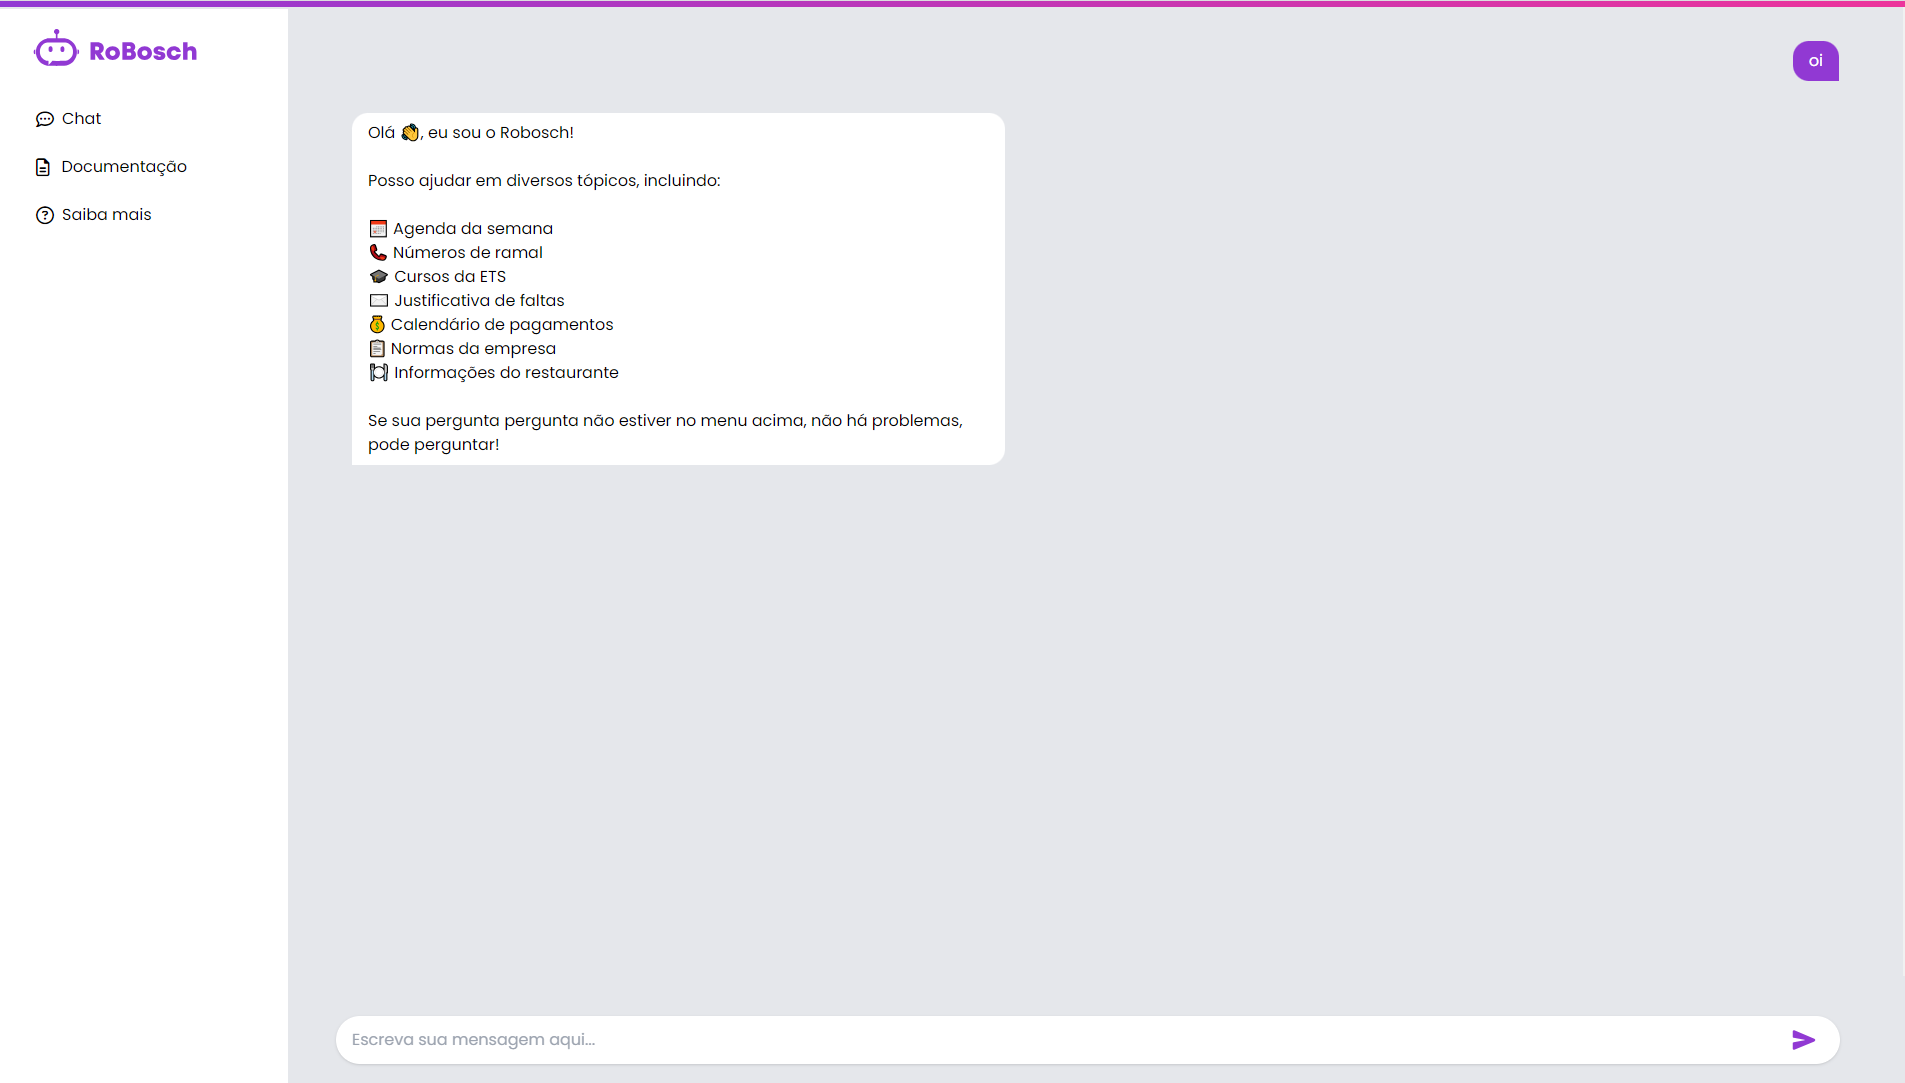 RoBosch
Chat
Documentação
Saiba mais
oi
Olá 👋, eu sou o Robosch!
Posso ajudar em diversos tópicos, incluindo:
📅 Agenda da semana
📞 Números de ramal
🎓 Cursos da ETS
✉️ Justificativa de faltas
💰 Calendário de pagamentos
📋 Normas da empresa
🍽️ Informações do restaurante
Se sua pergunta pergunta não estiver no menu acima, não há problemas,
pode perguntar!
Escreva sua mensagem aqui...